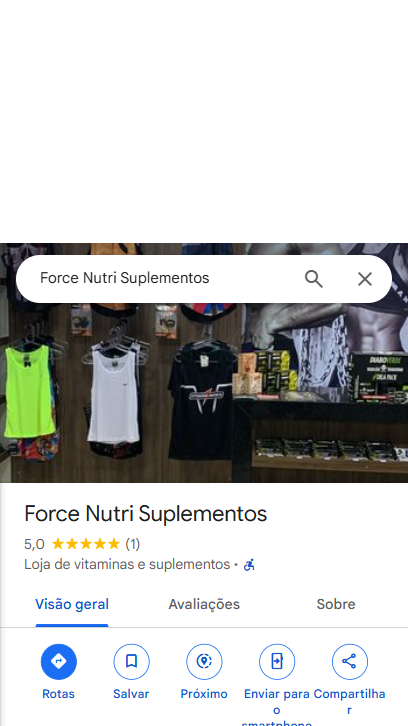 Force Nutri Suplementos
DIABO VERDE
Force Nutri Suplementos
5,0 (1)
Loja de vitaminas e suplementos ·
Visão geral Avaliações Sobre
Rotas Salvar Próximo Enviar para o smartphone Compartilhar